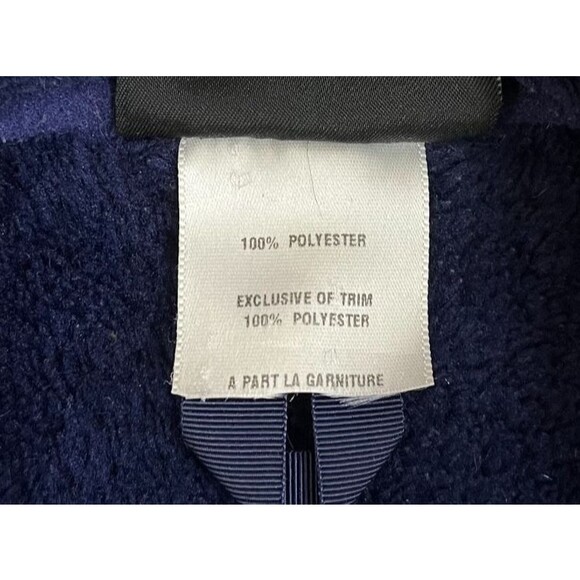 100% POLYESTER
EXCLUSIVE OF TRIM
100% POLYESTER
A PART LA GARNITURE